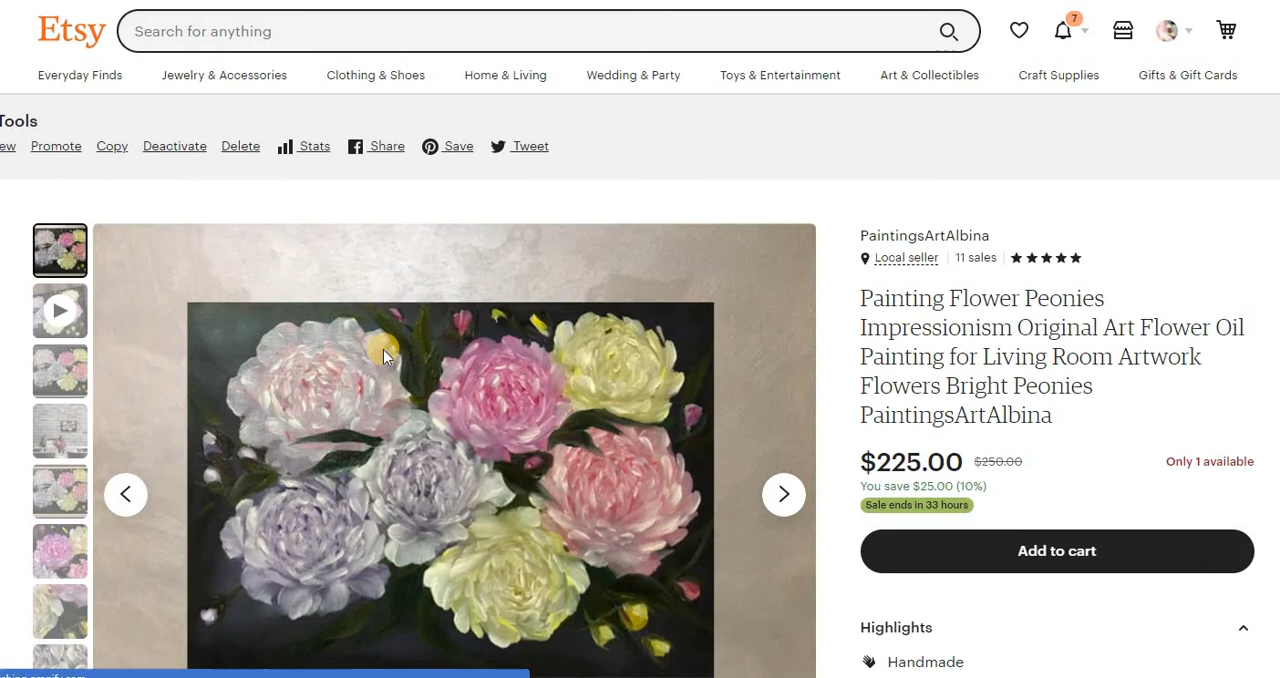 Etsy
Search for anything
7
Everyday Finds
Jewelry & Accessories
Clothing & Shoes
Home & Living
Wedding & Party
Toys & Entertainment
Art & Collectibles
Craft Supplies
Gifts & Gift Cards
Tools
ew
Promote
Copy
Deactivate
Delete
Stats
Share
Save
Tweet
PaintingsArtAlbina
Local seller
11 sales
Painting Flower Peonies
Impressionism Original Art Flower Oil
Painting for Living Room Artwork
Flowers Bright Peonies
PaintingsArtAlbina
$225.00 $250.00
Only 1 available
You save $25.00 (10%)
Sale ends in 33 hours
Add to cart
Highlights
Handmade